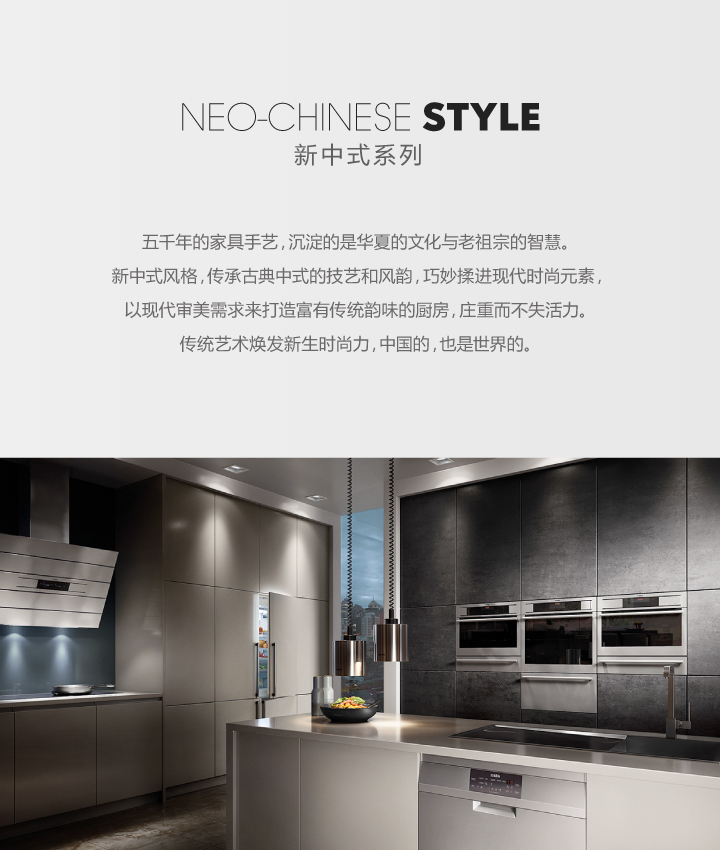 NEO-CHINESE STYLE
新中式系列
五千年的家具手艺,沉淀的是华夏的文化与老祖宗的智慧。
新中式风格,传承古典中式的技艺和风韵,巧妙揉进现代时尚元素,
以现代审美需求来打造富有传统韵味的厨房,庄重而不失活力。
传统艺术焕发新生时尚力,中国的,也是世界的。